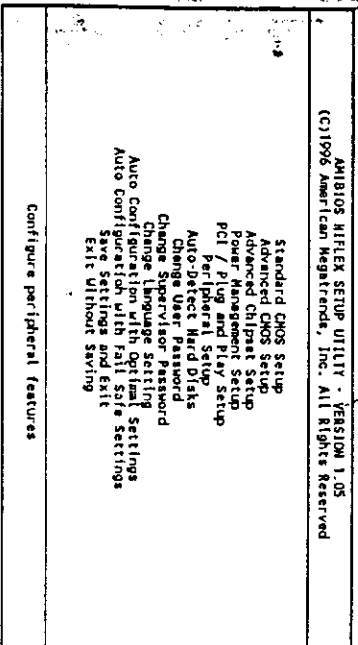 AMIBIOS HIFLEX SETUP UTILITY - VERSION 1.05
(C)1996 American Megatrends, Inc. All Rights Reserved
Standard CMOS Setup
Advanced CMOS Setup
Advanced Chipset Setup
Power Management Setup
PCI / Plug and Play Setup
Peripheral Setup
Auto-Detect Hard Disks
Change User Password
Change Supervisor Password
Change Language Setting
Auto Configuration with Optimal Settings
Auto Configuration with Fail Safe Settings
Save Settings and Exit
Exit Without Saving
Configure peripheral features